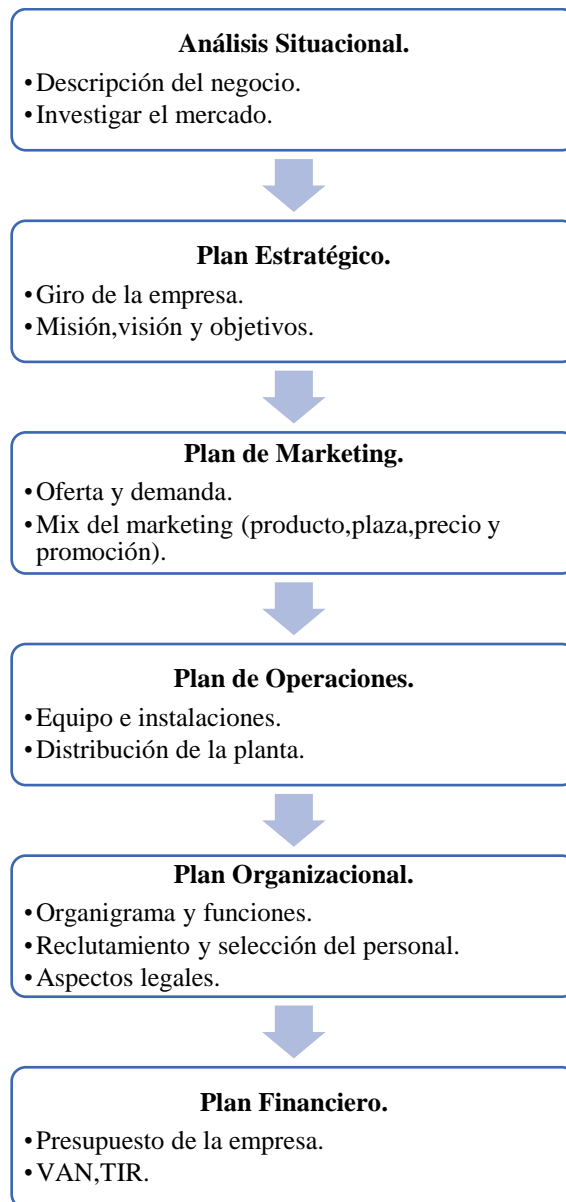 Análisis Situacional.
•Descripción del negocio.
•Investigar el mercado.
Plan Estratégico.
•Giro de la empresa.
•Misión,visión y objetivos.
Plan de Marketing.
•Oferta y demanda.
•Mix del marketing (producto,plaza,precio y
promoción).
Plan de Operaciones.
•Equipo e instalaciones.
•Distribución de la planta.
Plan Organizacional.
•Organigrama y funciones.
•Reclutamiento y selección del personal.
•Aspectos legales.
Plan Financiero.
•Presupuesto de la empresa.
•VAN,TIR.